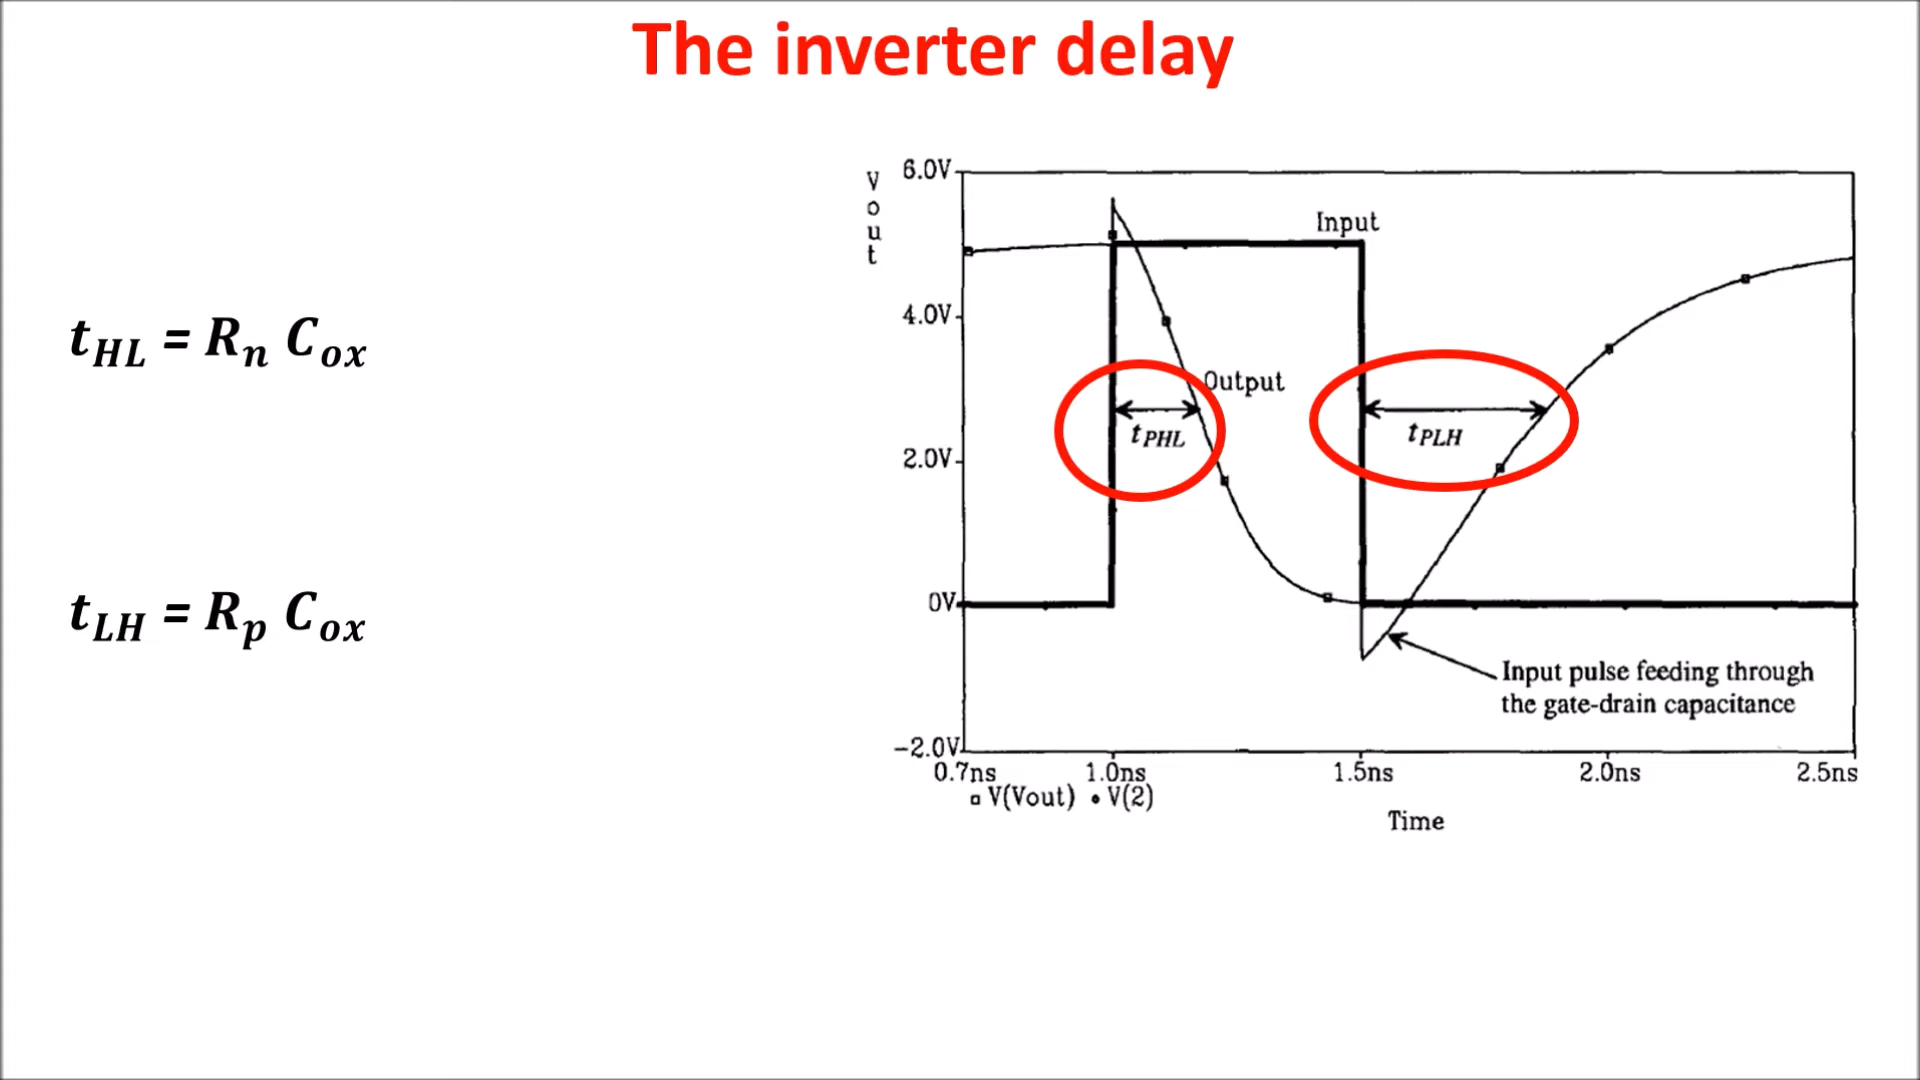 The inverter delay
t_HL = R_n C_ox
t_LH = R_p C_ox
Vout
6.0V
4.0V
2.0V
0V
-2.0V
Input
Output
t_PHL
t_PLH
Input pulse feeding through
the gate-drain capacitance
0.7ns 1.0ns 1.5ns 2.0ns 2.5ns
V(Vout) V(2)
Time